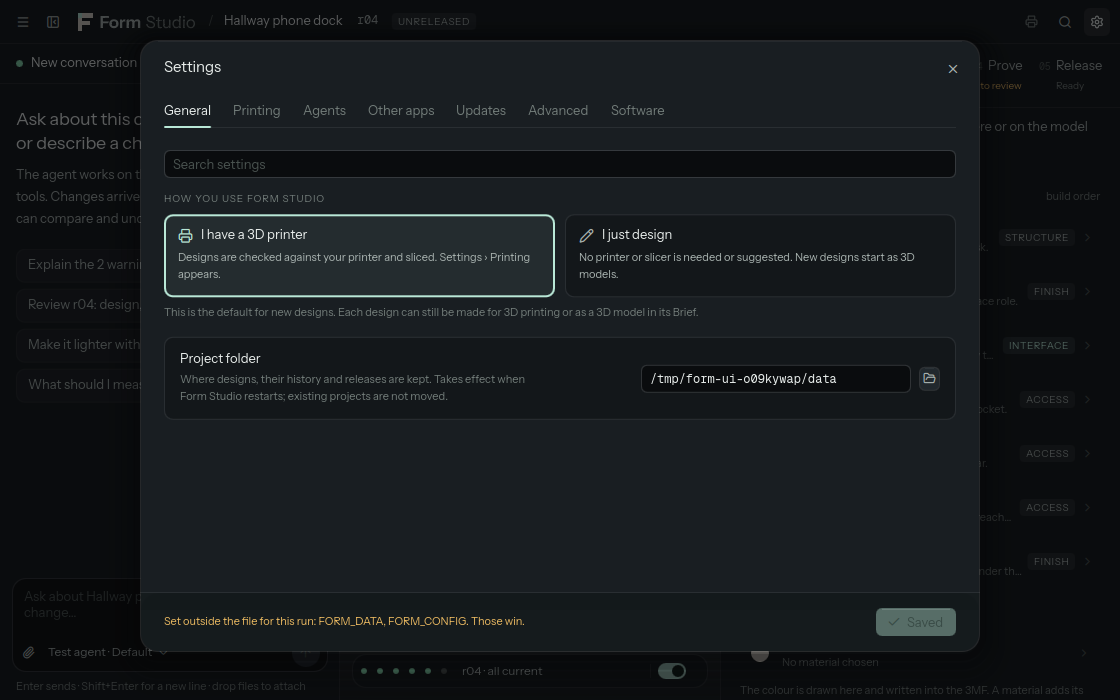 Form Studio / Hallway phone dock r04 UNRELEASED
New conversation
Prove
Release
to review
Ready
Settings
General Printing Agents Other apps Updates Advanced Software
Search settings
HOW YOU USE FORM STUDIO
I have a 3D printer
Designs are checked against your printer and sliced. Settings › Printing
appears.
I just design
No printer or slicer is needed or suggested. New designs start as 3D
models.
This is the default for new designs. Each design can still be made for 3D printing or as a 3D model in its Brief.
Project folder
Where designs, their history and releases are kept. Takes effect when
Form Studio restarts; existing projects are not moved.
/tmp/form-ui-o09kywap/data
Set outside the file for this run: FORM_DATA, FORM_CONFIG. Those win.
Saved
Ask about this
or describe a
The agent works on
tools. Changes
can compare and
Explain the 2
Review r04: design,
Make it lighter with
What should I
Ask about Hallway
change...
Test agent · Default
Enter sends · Shift+Enter for a new line · drop files to attach
r04 · all current
or on the model
build order
STRUCTURE
FINISH
role.
INTERFACE
ACCESS
ACCESS
ACCESS
FINISH
No material chosen
The colour is drawn here and written into the 3MF. A material adds its